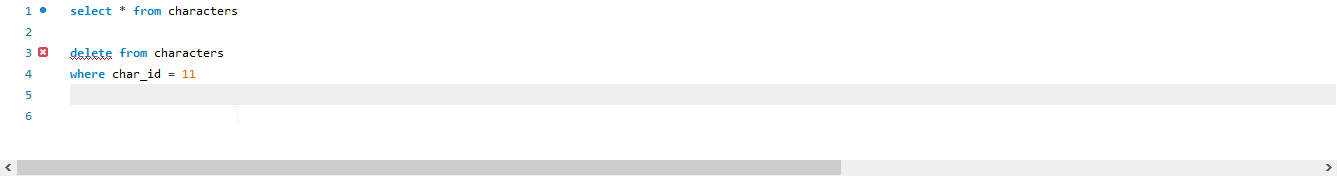 1 select * from characters
2
3 delete from characters
4 where char_id = 11
5
6